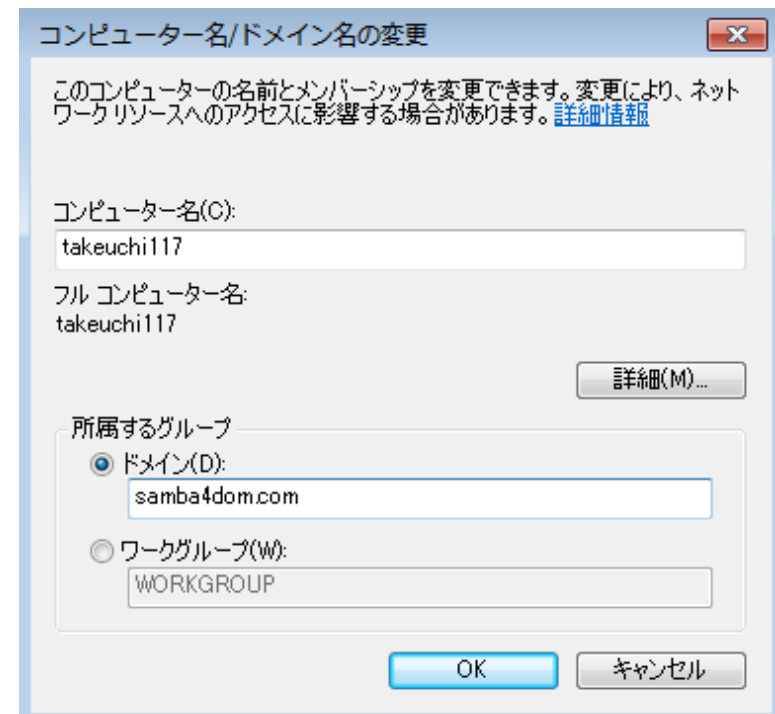 コンピューター名/ドメイン名の変更
このコンピューターの名前とメンバーシップを変更できます。変更により、ネット
ワーク リソースへのアクセスに影響する場合があります。詳細情報
コンピューター名(C):
takeuchi117
フル コンピューター名:
takeuchi117
詳細(M)...
所属するグループ
ドメイン(D):
samba4dom.com
ワークグループ(W):
WORKGROUP
OK
キャンセル